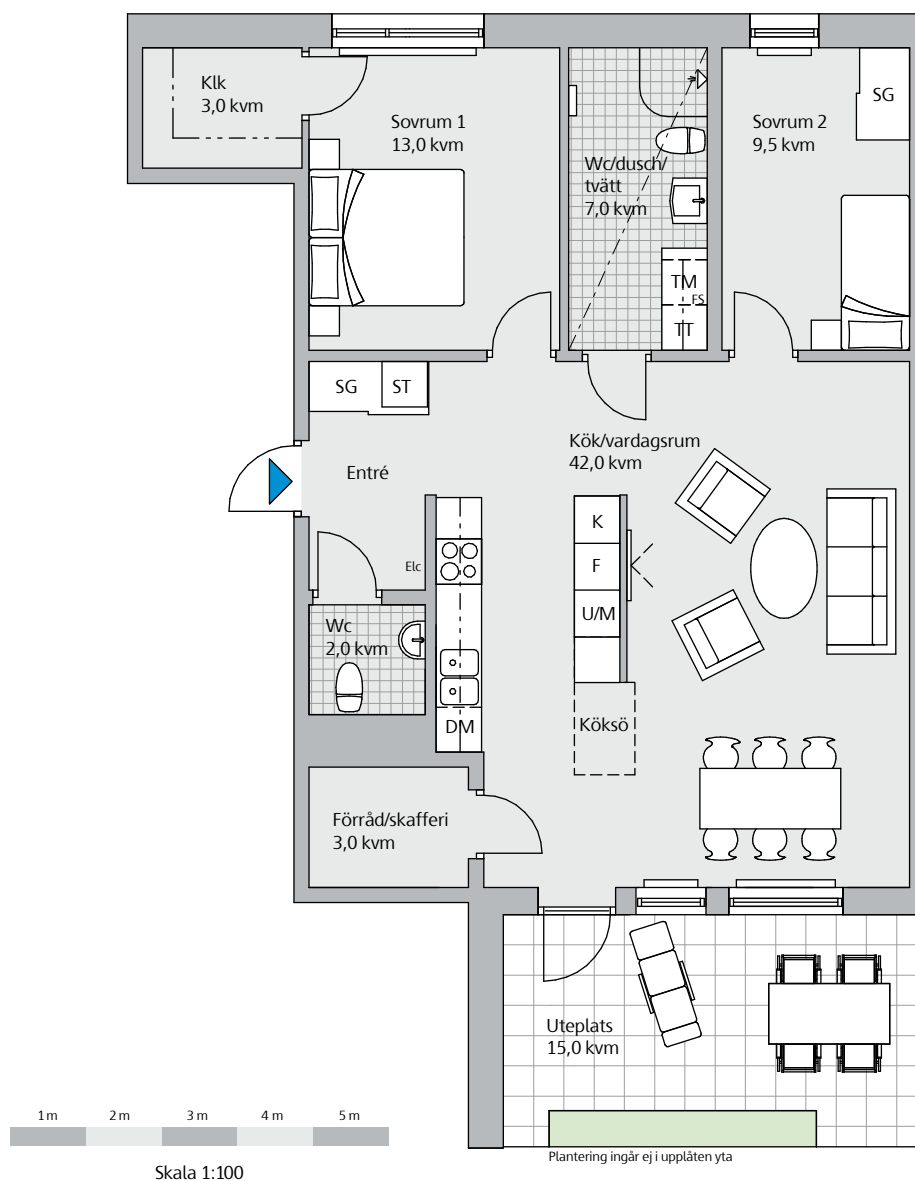 Klk
3,0 kvm
Sovrum 1
13,0 kvm
Wc/dusch/
tvätt
7,0 kvm
Sovrum 2
9,5 kvm
SG
TM
ES
TT
SG
ST
Entré
Kök/vardagsrum
42,0 kvm
K
F
U/M
Elc
Wc
2,0 kvm
DM
Köksö
Förråd/skafferi
3,0 kvm
Uteplats
15,0 kvm
1 m
2 m
3 m
4 m
5 m
Skala 1:100
Plantering ingår ej i upplåten yta